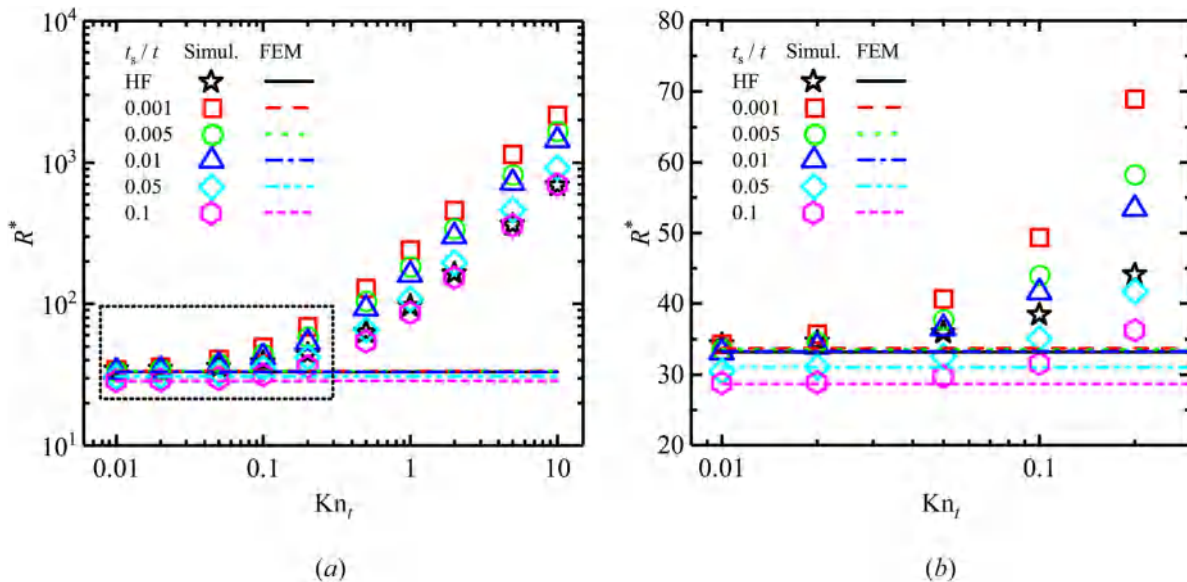 t_s / t Simul. FEM
HF
0.001
0.005
0.01
0.05
0.1
10^4
10^3
10^2
10^1
R^*
0.01 0.1 1 10
Kn_t
(a)
t_s / t Simul. FEM
HF
0.001
0.005
0.01
0.05
0.1
80
70
60
50
40
30
20
R^*
0.01 0.1
Kn_t
(b)